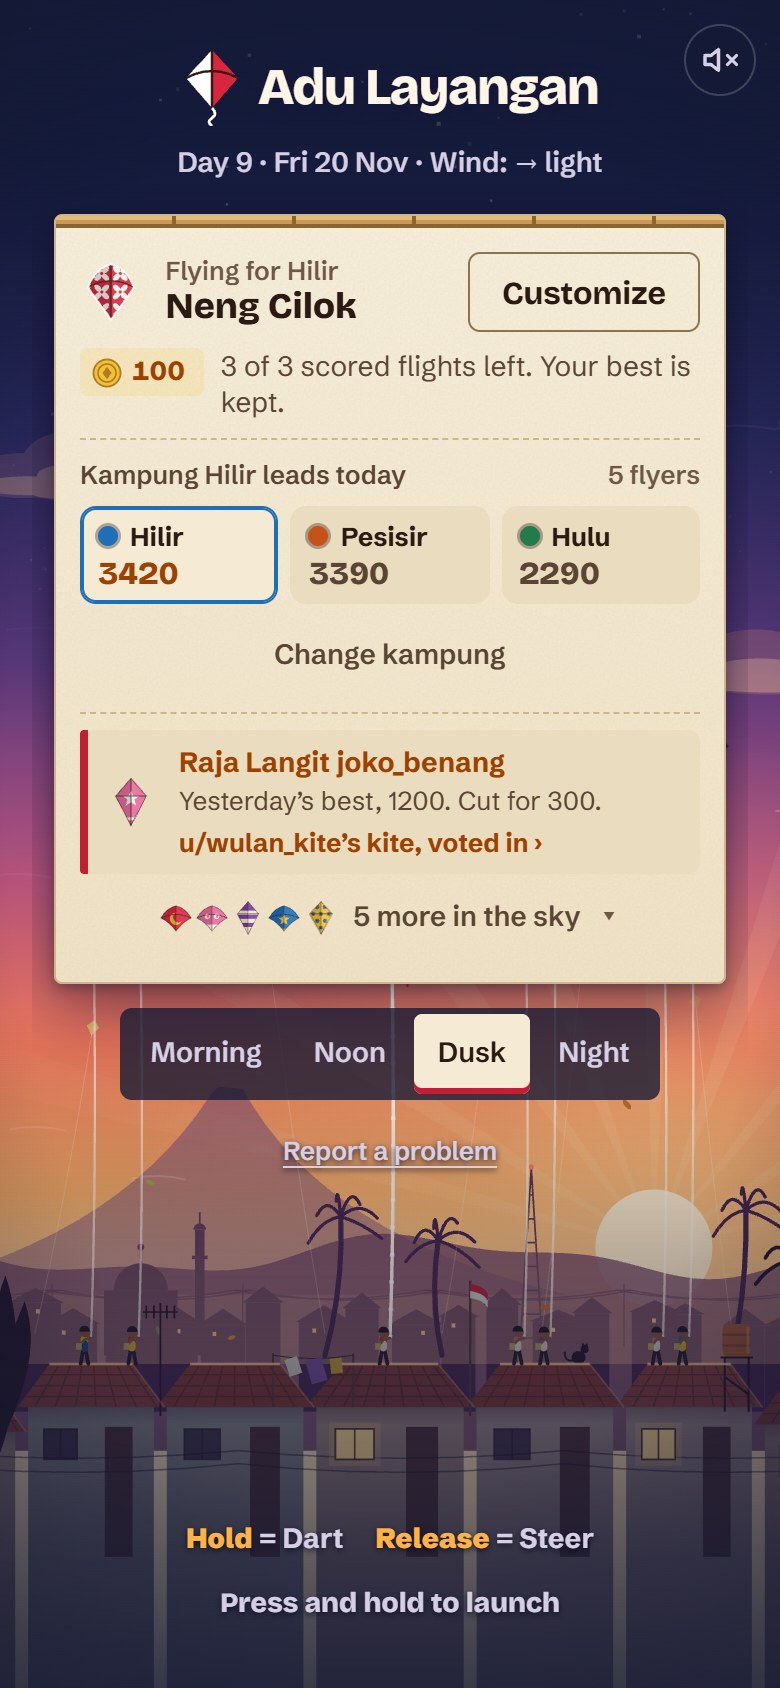 Adu Layangan
Day 9 · Fri 20 Nov · Wind: → light
Flying for Hilir
Neng Cilok
Customize
100
3 of 3 scored flights left. Your best is
kept.
Kampung Hilir leads today
5 flyers
Hilir
3420
Pesisir
3390
Hulu
2290
Change kampung
Raja Langit joko_benang
Yesterday’s best, 1200. Cut for 300.
u/wulan_kite’s kite, voted in ›
5 more in the sky ▾
Morning
Noon
Dusk
Night
Report a problem
Hold = Dart Release = Steer
Press and hold to launch